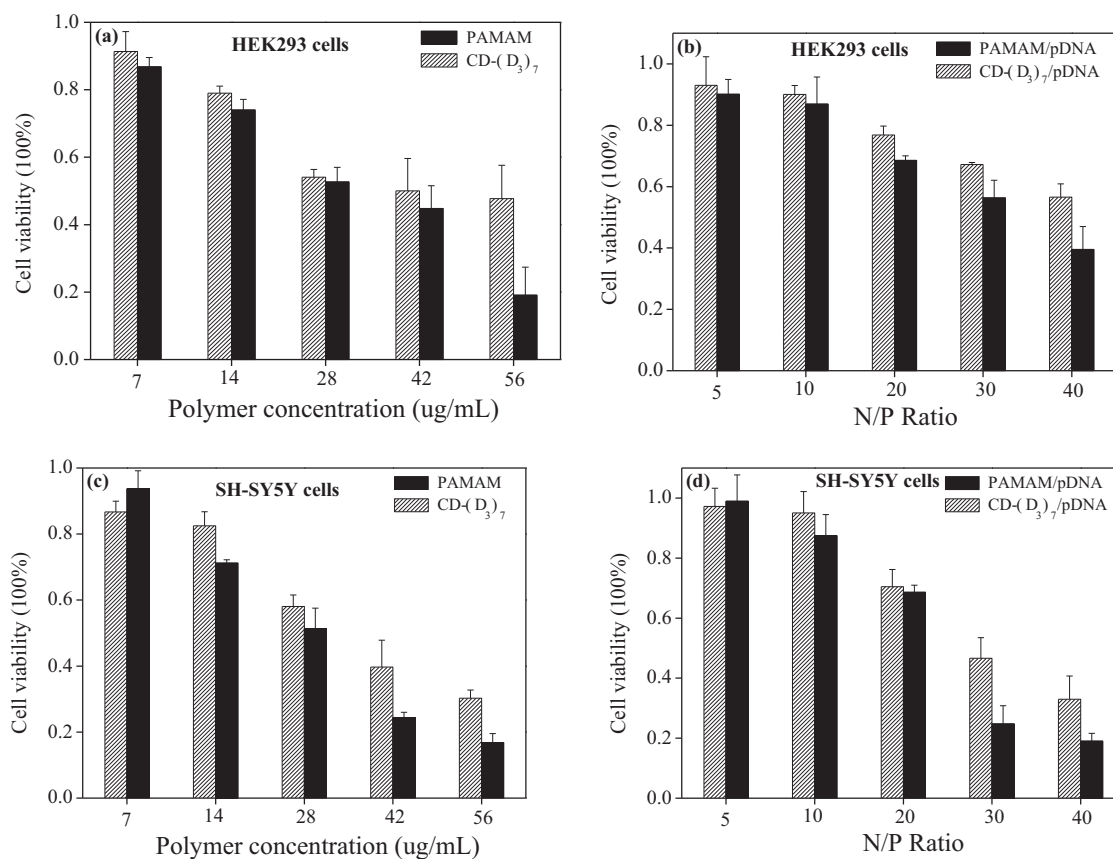 (a)
HEK293 cells
PAMAM
CD-( D3)7
Cell viability (100%)
1.0
0.8
0.6
0.4
0.2
0.0
7 14 28 42 56
Polymer concentration (ug/mL)
(b)
HEK293 cells
PAMAM/pDNA
CD-( D3)7/pDNA
Cell viability (100%)
1.0
0.8
0.6
0.4
0.2
0.0
5 10 20 30 40
N/P Ratio
(c)
SH-SY5Y cells
PAMAM
CD-( D3)7
Cell viability (100%)
1.0
0.8
0.6
0.4
0.2
0.0
7 14 28 42 56
Polymer concentration (ug/mL)
(d)
SH-SY5Y cells
PAMAM/pDNA
CD-( D3)7/pDNA
Cell viability (100%)
1.0
0.8
0.6
0.4
0.2
0.0
5 10 20 30 40
N/P Ratio